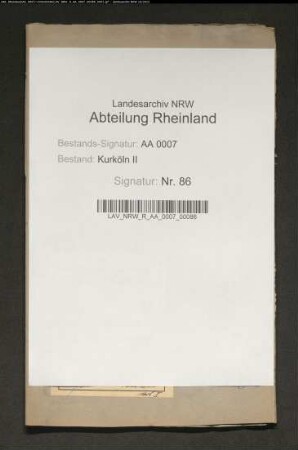 Landesarchiv NRW
Abteilung Rheinland
Bestands-Signatur: AA 0007
Bestand: Kurköln II
Signatur: Nr. 86
LAV_NRW_R_AA_0007_00086